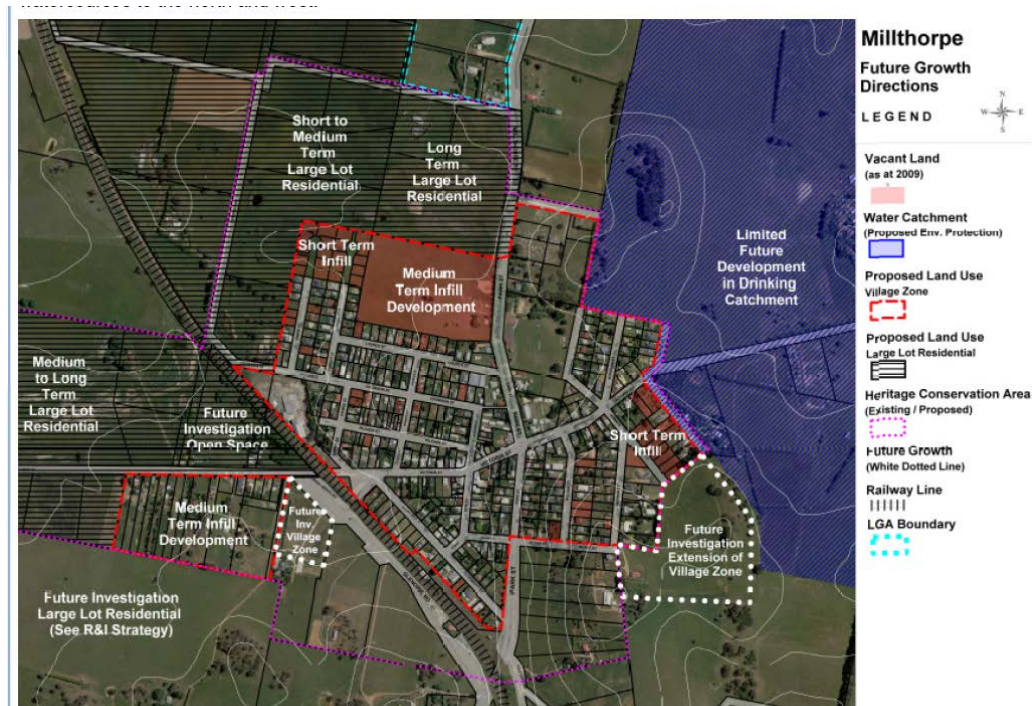 Millthorpe
Future Growth
Directions
LEGEND
N
W
E
S
Vacant Land
(as at 2009)
Water Catchment
(Proposed Env. Protection)
Proposed Land Use
Village Zone
Proposed Land Use
Large Lot Residential
Heritage Conservation Area
(Existing / Proposed)
Future Growth
(White Dotted Line)
Railway Line
LGA Boundary
Short to
Medium
Term
Large Lot
Residential
Long
Term
Large Lot
Residential
Short Term
Infill
Medium
Term Infill
Development
Limited
Future
Development
in Drinking
Catchment
Medium
to Long
Term
Large Lot
Residential
Future
Investigation
Open Space
Short Term
Infill
Medium
Term Infill
Development
Future
Inv.
Village
Zone
Future
Investigation
Extension of
Village Zone
Future Investigation
Large Lot Residential
(See R&I Strategy)
PARK ST